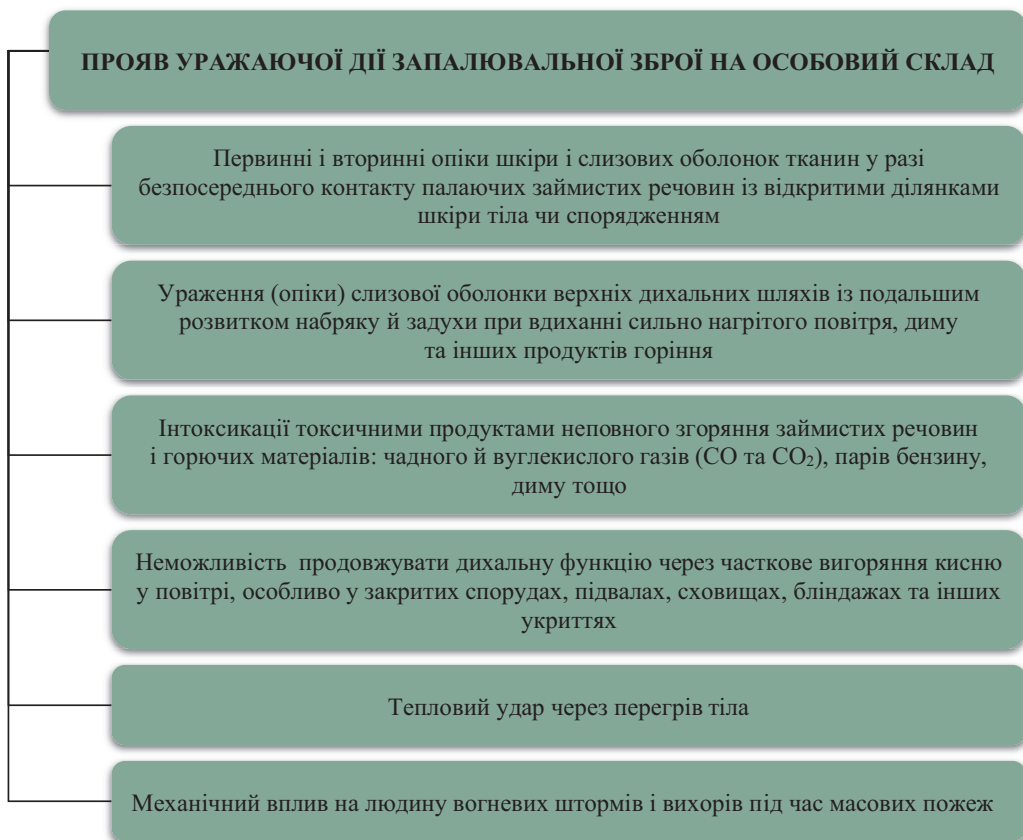 ПРОЯВ УРАЖАЮЧОЇ ДІЇ ЗАПАЛЮВАЛЬНОЇ ЗБРОЇ НА ОСОБОВИЙ СКЛАД
Первинні і вторинні опіки шкіри і слизових оболонок тканин у разі
безпосереднього контакту палаючих займистих речовин із відкритими ділянками
шкіри тіла чи спорядженням
Ураження (опіки) слизової оболонки верхніх дихальних шляхів із подальшим
розвитком набряку й задухи при вдиханні сильно нагрітого повітря, диму
та інших продуктів горіння
Інтоксикації токсичними продуктами неповного згоряння займистих речовин
і горючих матеріалів: чадного й вуглекислого газів (СО та СО₂), парів бензину,
диму тощо
Неможливість продовжувати дихальну функцію через часткове вигоряння кисню
у повітрі, особливо у закритих спорудах, підвалах, сховищах, бліндажах та інших
укриттях
Тепловий удар через перегрів тіла
Механічний вплив на людину вогневих штормів і вихорів під час масових пожеж